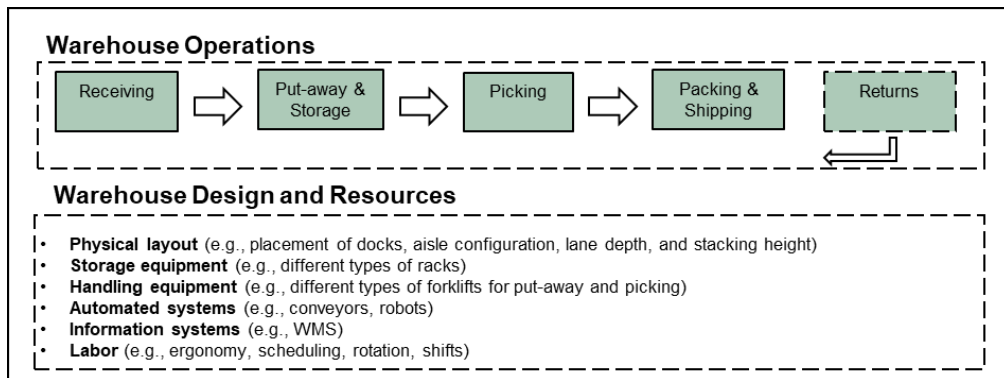 Warehouse Operations
Receiving
Put-away &
Storage
Picking
Packing &
Shipping
Returns
Warehouse Design and Resources
• Physical layout (e.g., placement of docks, aisle configuration, lane depth, and stacking height)
• Storage equipment (e.g., different types of racks)
• Handling equipment (e.g., different types of forklifts for put-away and picking)
• Automated systems (e.g., conveyors, robots)
• Information systems (e.g., WMS)
• Labor (e.g., ergonomy, scheduling, rotation, shifts)